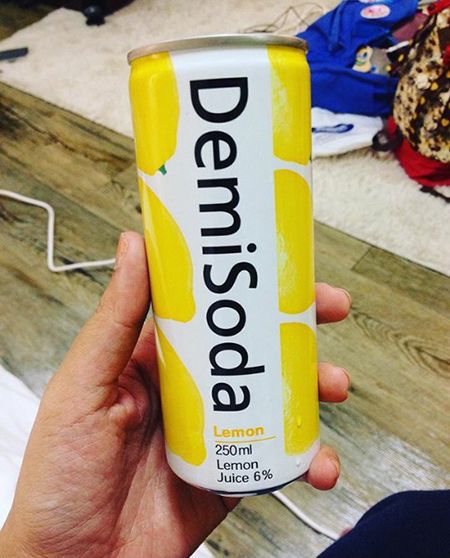 DemiSoda
Lemon
250ml
Lemon
Juice 6%